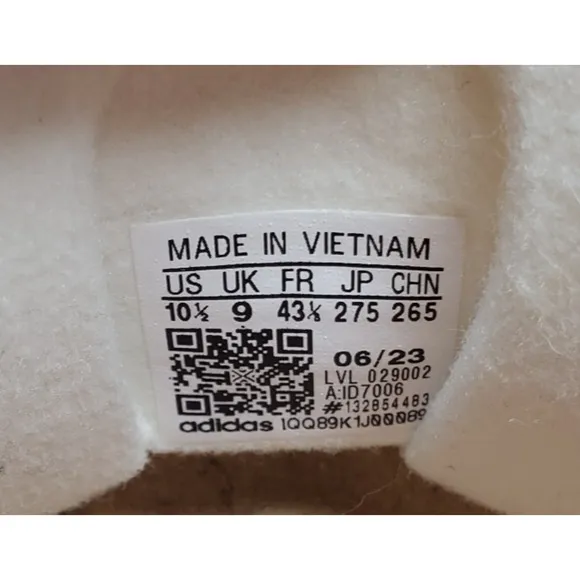 MADE IN VIETNAM
US UK FR JP CHN
10½ 9 43⅓ 275 265
06/23
LVL 029002
A:ID7006
#132854483
adidas 1QQ89K1J00089